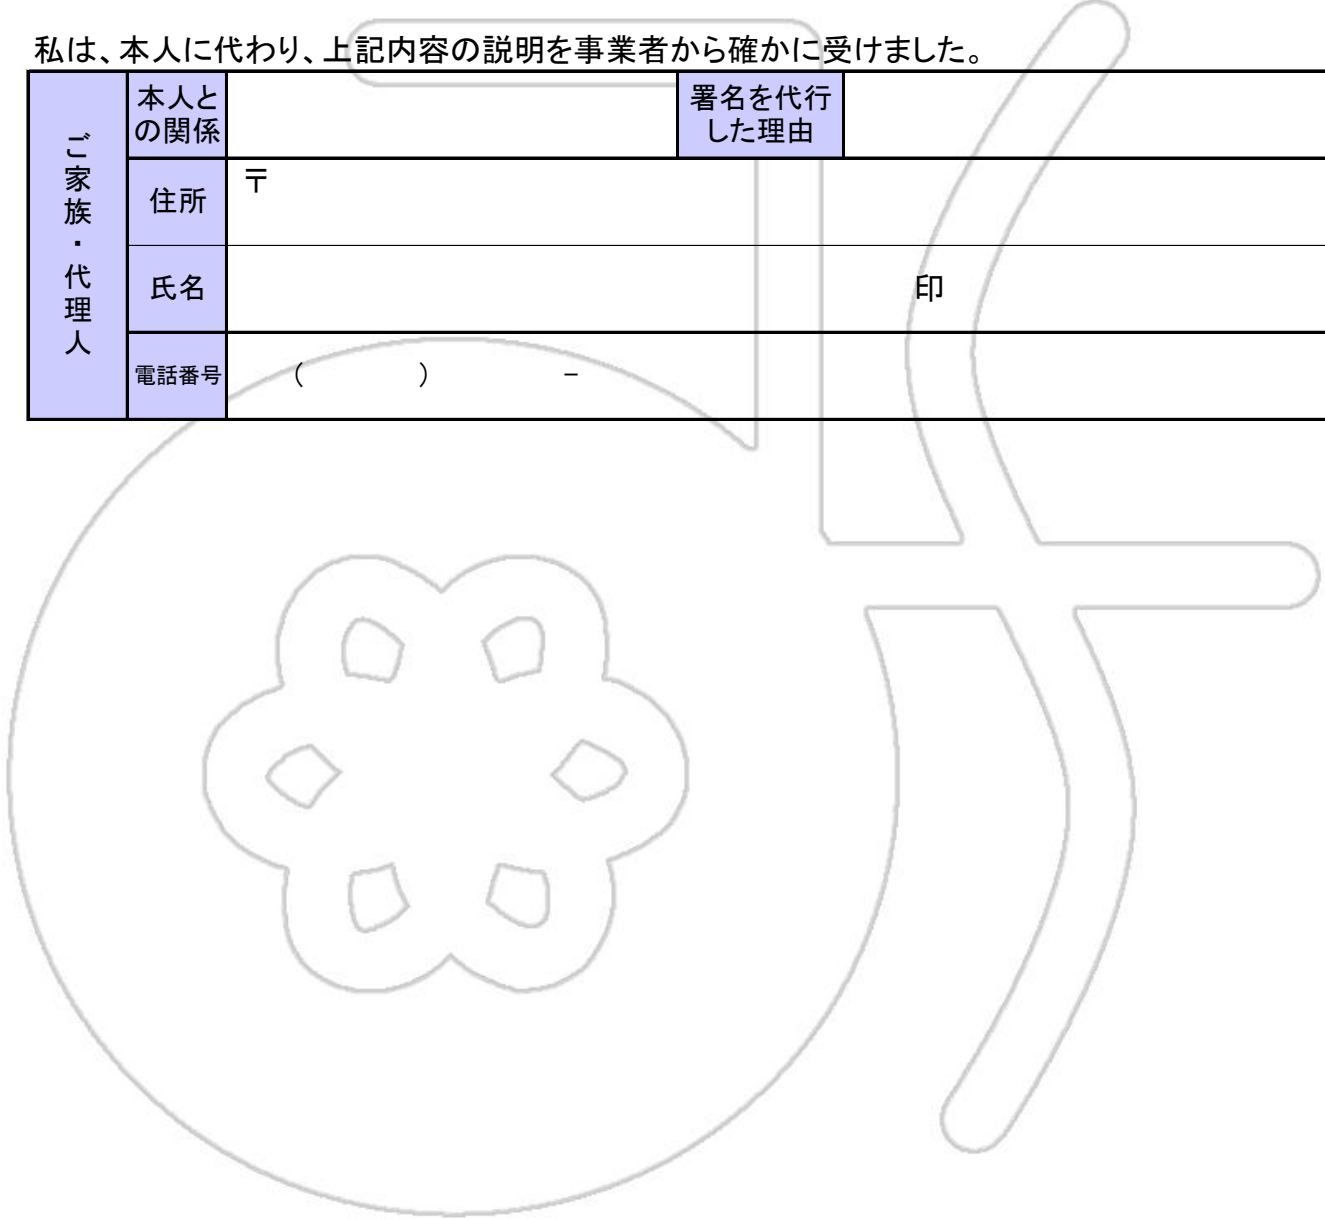 私は、本人に代わり、上記内容の説明を事業者から確かに受けました。
ご家族・代理人
本人と
の関係
署名を代行
した理由
住所
〒
氏名
印
電話番号
（　　　　）　　　　－